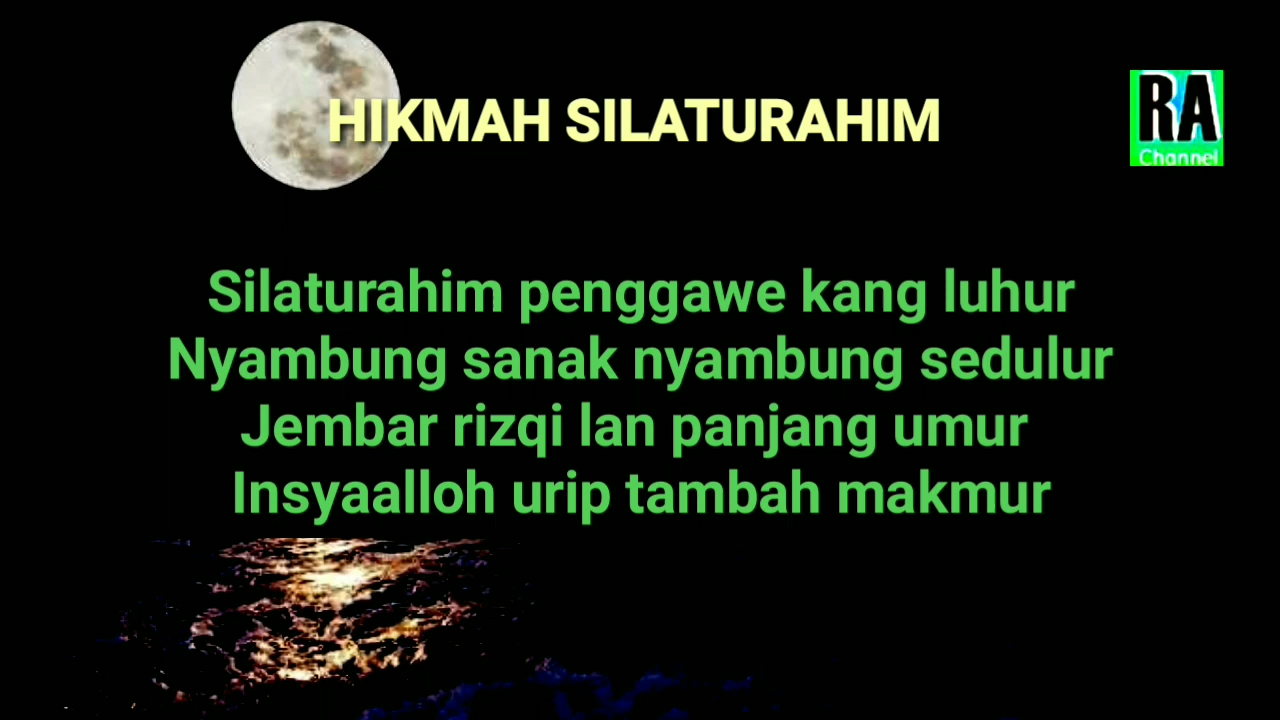 HIKMAH SILATURAHIM
RA
Channel
Silaturahim penggawe kang luhur
Nyambung sanak nyambung sedulur
Jembar rizqi lan panjang umur
Insyaalloh urip tambah makmur